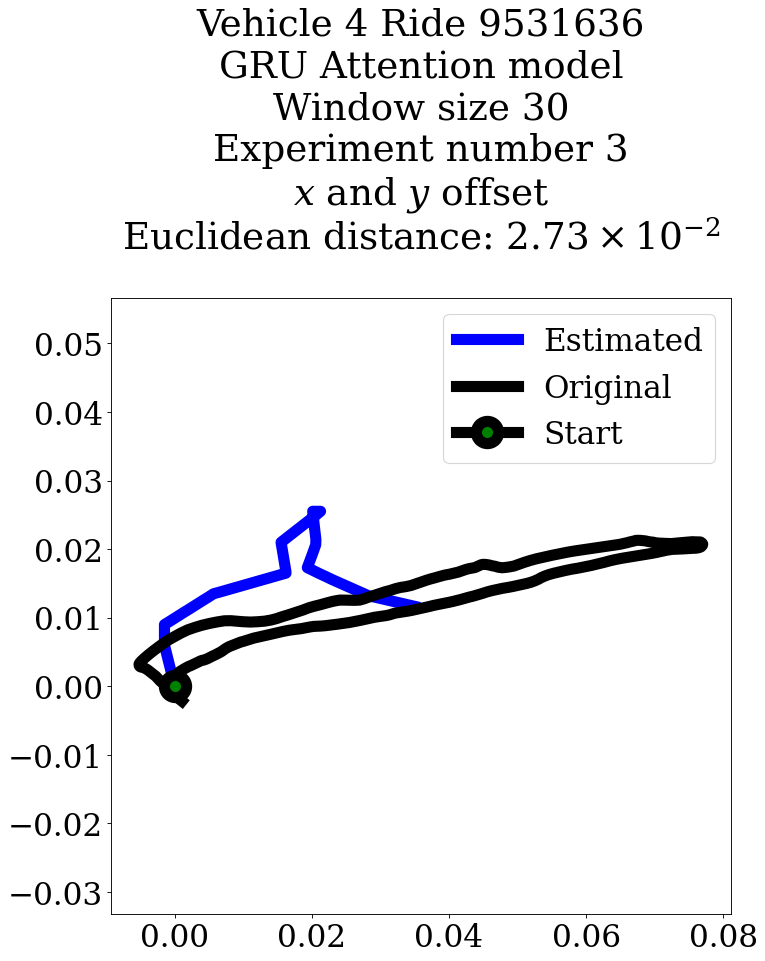 Vehicle 4 Ride 9531636
GRU Attention model
Window size 30
Experiment number 3
x and y offset
Euclidean distance: 2.73 × 10⁻²
Estimated
Original
Start
0.05
0.04
0.03
0.02
0.01
0.00
−0.01
−0.02
−0.03
0.00 0.02 0.04 0.06 0.08